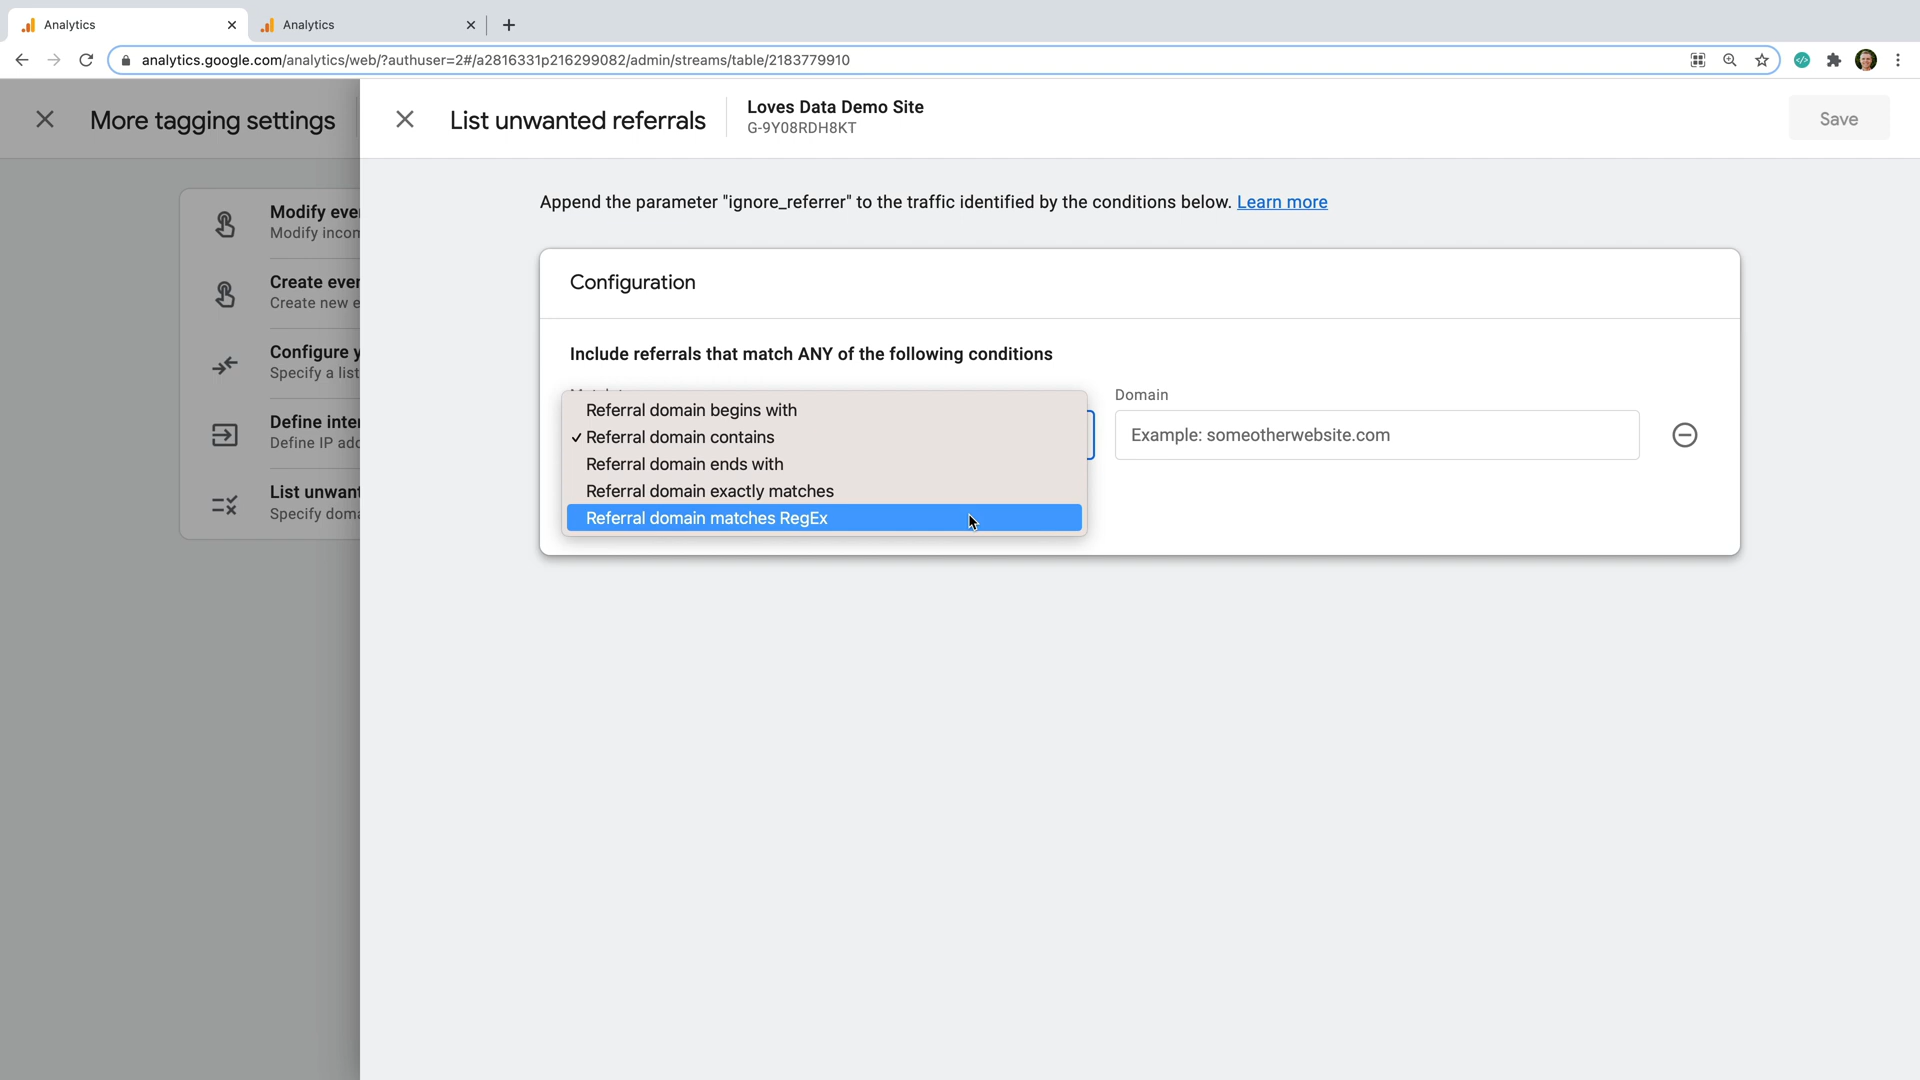 Analytics
Analytics
analytics.google.com/analytics/web/?authuser=2#/a2816331p216299082/admin/streams/table/2183779910
More tagging settings
List unwanted referrals
Loves Data Demo Site
G-9Y08RDH8KT
Save
Modify eve
Modify incom
Create ever
Create new e
Configure y
Specify a list
Define inter
Define IP add
List unwant
Specify doma
Append the parameter "ignore_referrer" to the traffic identified by the conditions below. Learn more
Configuration
Include referrals that match ANY of the following conditions
Domain
Referral domain begins with
✓ Referral domain contains
Referral domain ends with
Referral domain exactly matches
Referral domain matches RegEx
Example: someotherwebsite.com